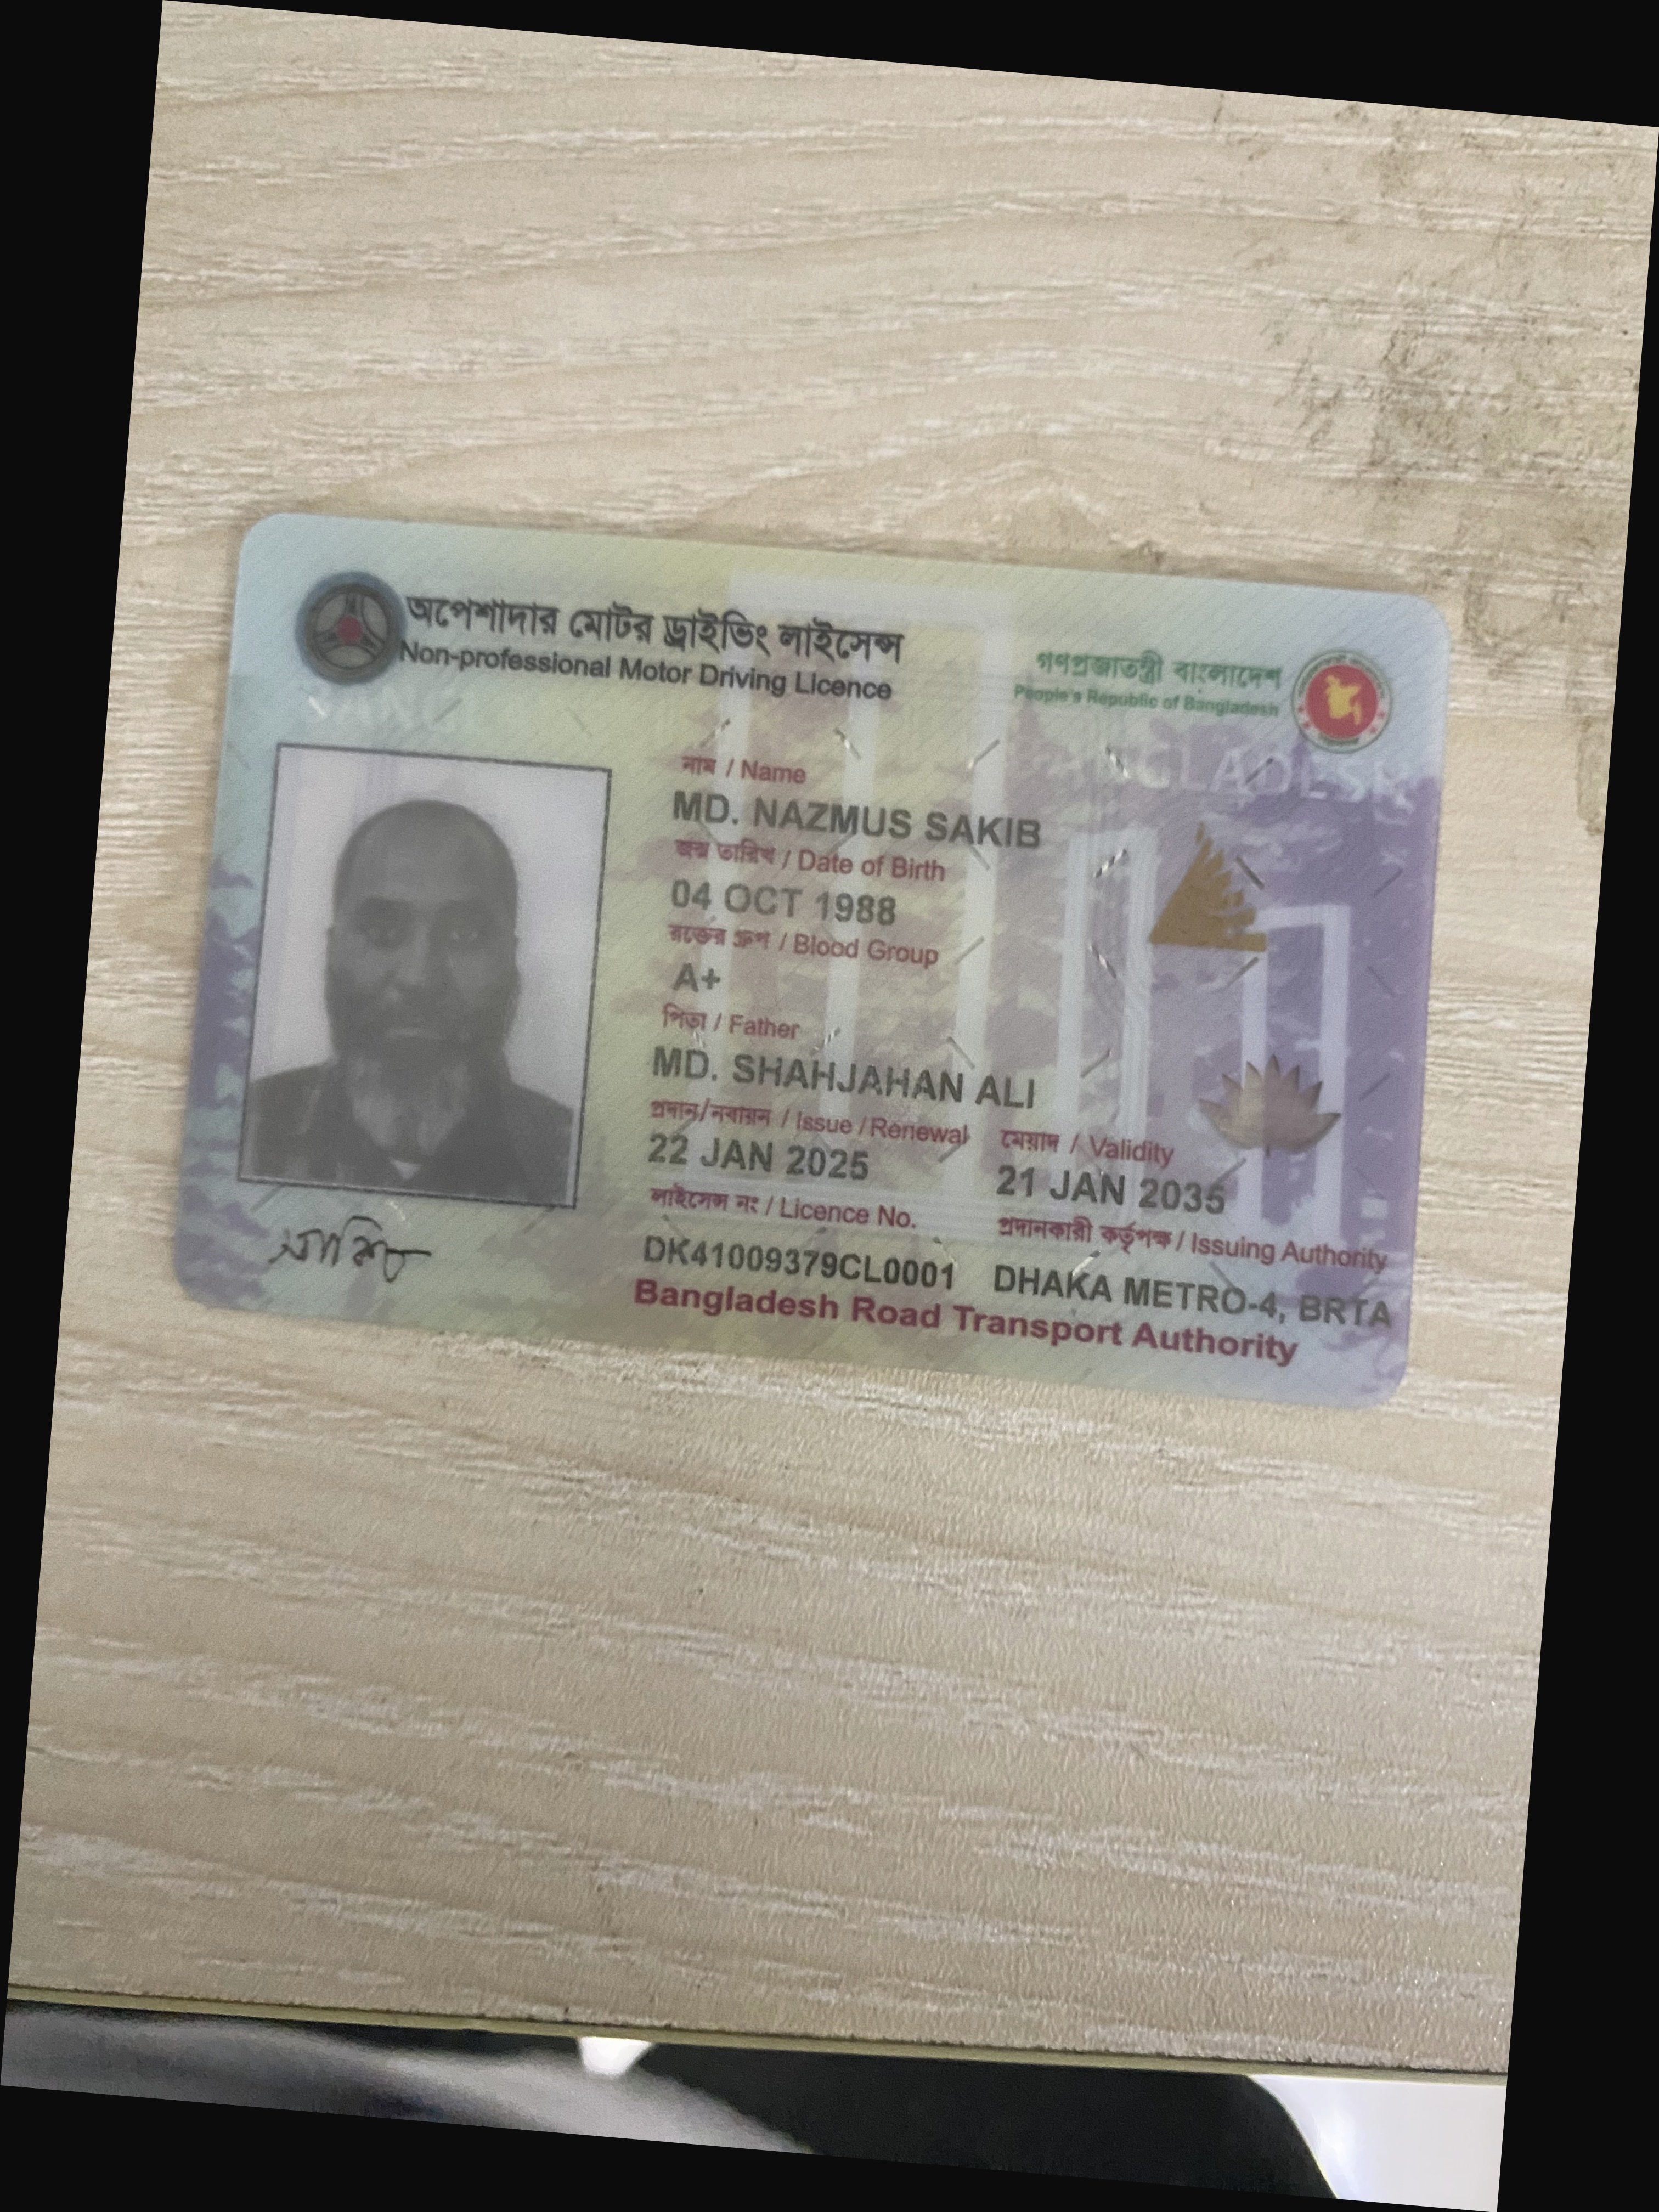 অপেশাদার মোটর ড্রাইভিং লাইসেন্স
Non-professional Motor Driving Licence
গণপ্রজাতন্ত্রী বাংলাদেশ
People's Republic of Bangladesh
নাম / Name
MD. NAZMUS SAKIB
জন্ম তারিখ / Date of Birth
04 OCT 1988
রক্তের গ্রুপ / Blood Group
A+
পিতা / Father
MD. SHAHJAHAN ALI
প্রদান/নবায়ন / Issue /Renewal মেয়াদ / Validity
22 JAN 2025 21 JAN 2035
লাইসেন্স নং / Licence No. প্রদানকারী কর্তৃপক্ষ / Issuing Authority
DK41009379CL0001 DHAKA METRO-4, BRTA
Bangladesh Road Transport Authority
সাকিব